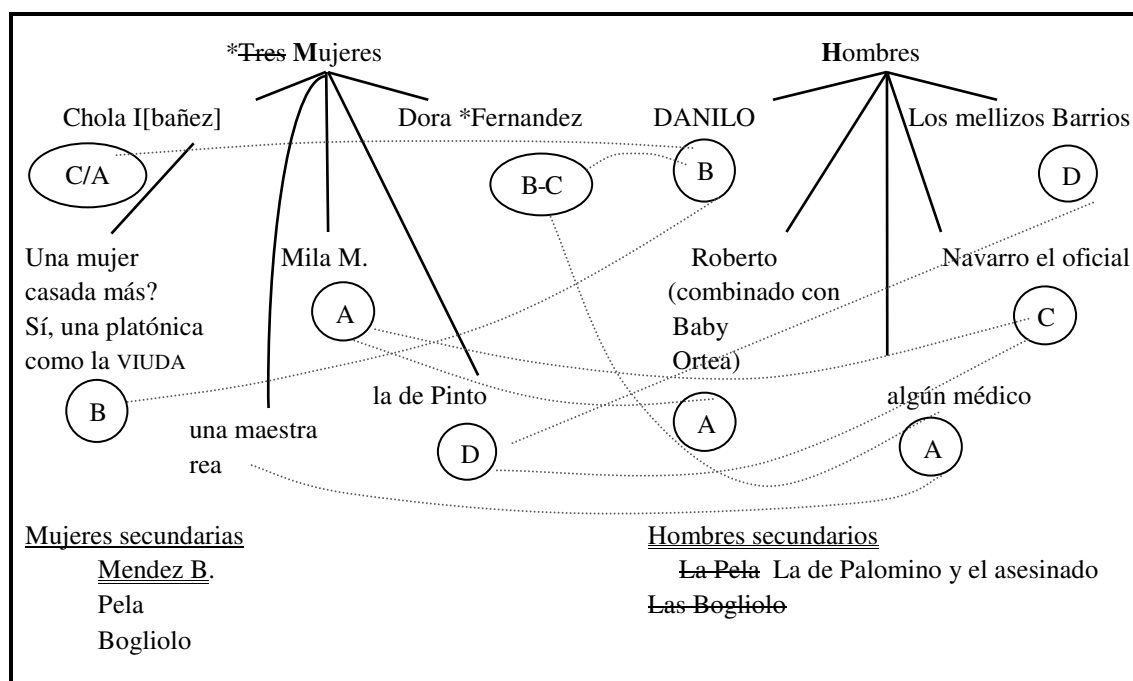 *~~Tres~~ Mujeres
Hombres
Chola I[bañez]
Dora *Fernandez
DANILO
Los mellizos Barrios
C/A
B-C
B
D
Una mujer
casada más?
Sí, una platónica
como la VIUDA
Mila M.
Roberto
(combinado con
Baby
Ortea)
Navarro el oficial
A
C
B
la de Pinto
algún médico
una maestra
rea
D
A
A
Mujeres secundarias
Mendez B.
Pela
Bogliolo
Hombres secundarios
~~La Pela~~ La de Palomino y el asesinado
~~Las Bogliolo~~